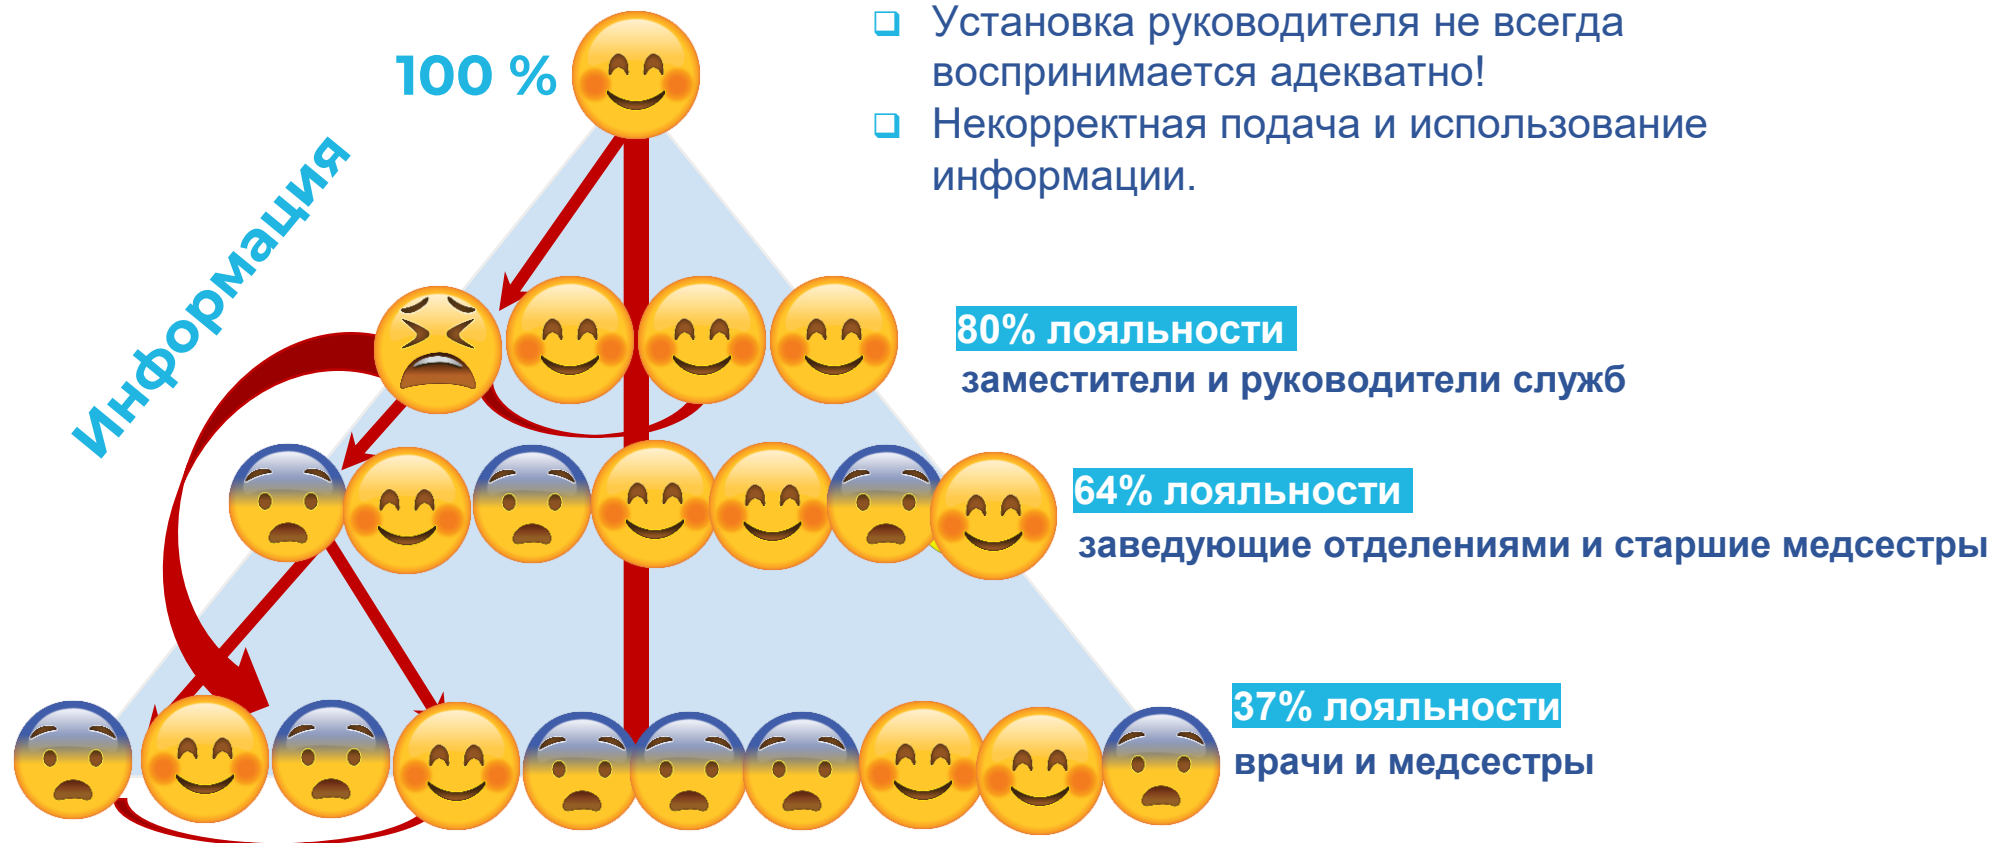 Установка руководителя не всегда
воспринимается адекватно!
Некорректная подача и использование
информации.
100 %
Информация
80% лояльности
заместители и руководители служб
64% лояльности
заведующие отделениями и старшие медсестры
37% лояльности
врачи и медсестры